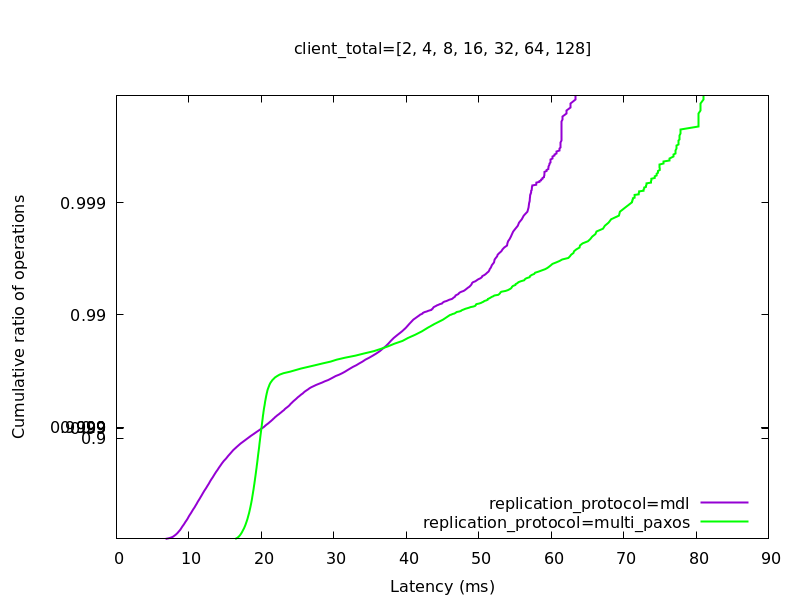 client_total=[2, 4, 8, 16, 32, 64, 128]
Cumulative ratio of operations
0.999
0.99
0.9
replication_protocol=mdl
replication_protocol=multi_paxos
0 10 20 30 40 50 60 70 80 90
Latency (ms)